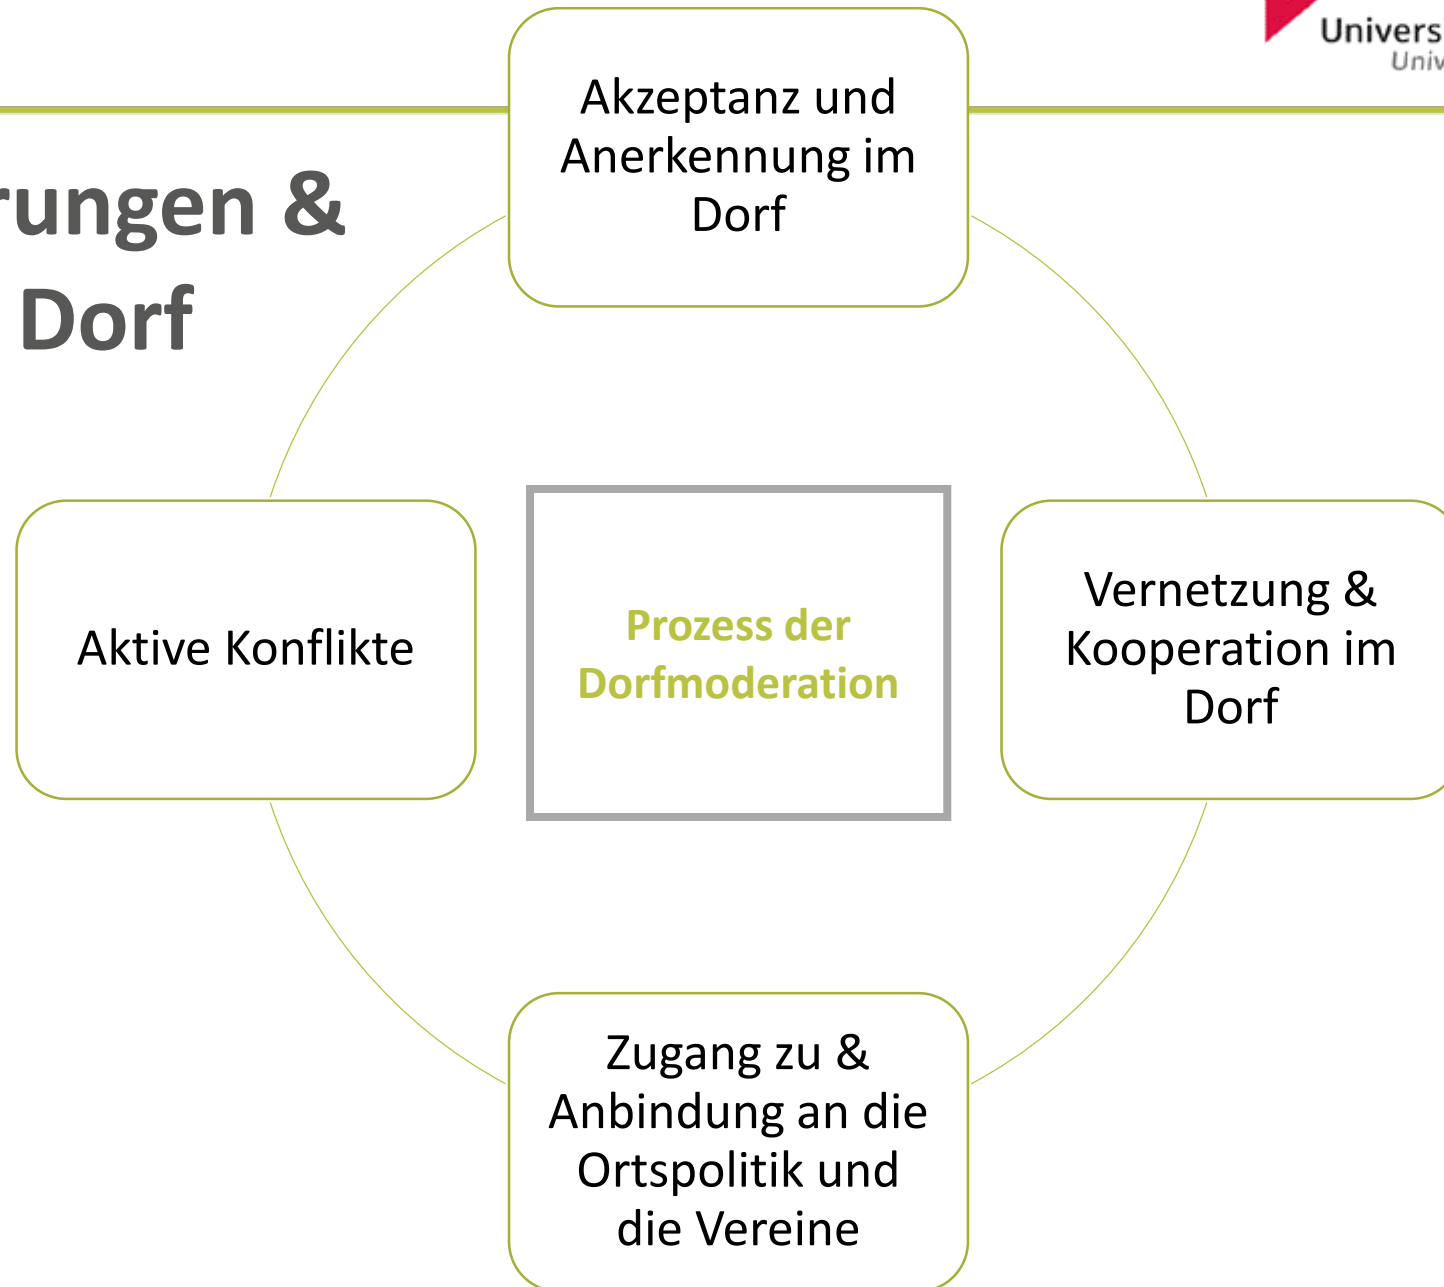 Univers
Univ
rungen &
Dorf
Akzeptanz und
Anerkennung im
Dorf
Aktive Konflikte
Prozess der
Dorfmoderation
Vernetzung &
Kooperation im
Dorf
Zugang zu &
Anbindung an die
Ortspolitik und
die Vereine